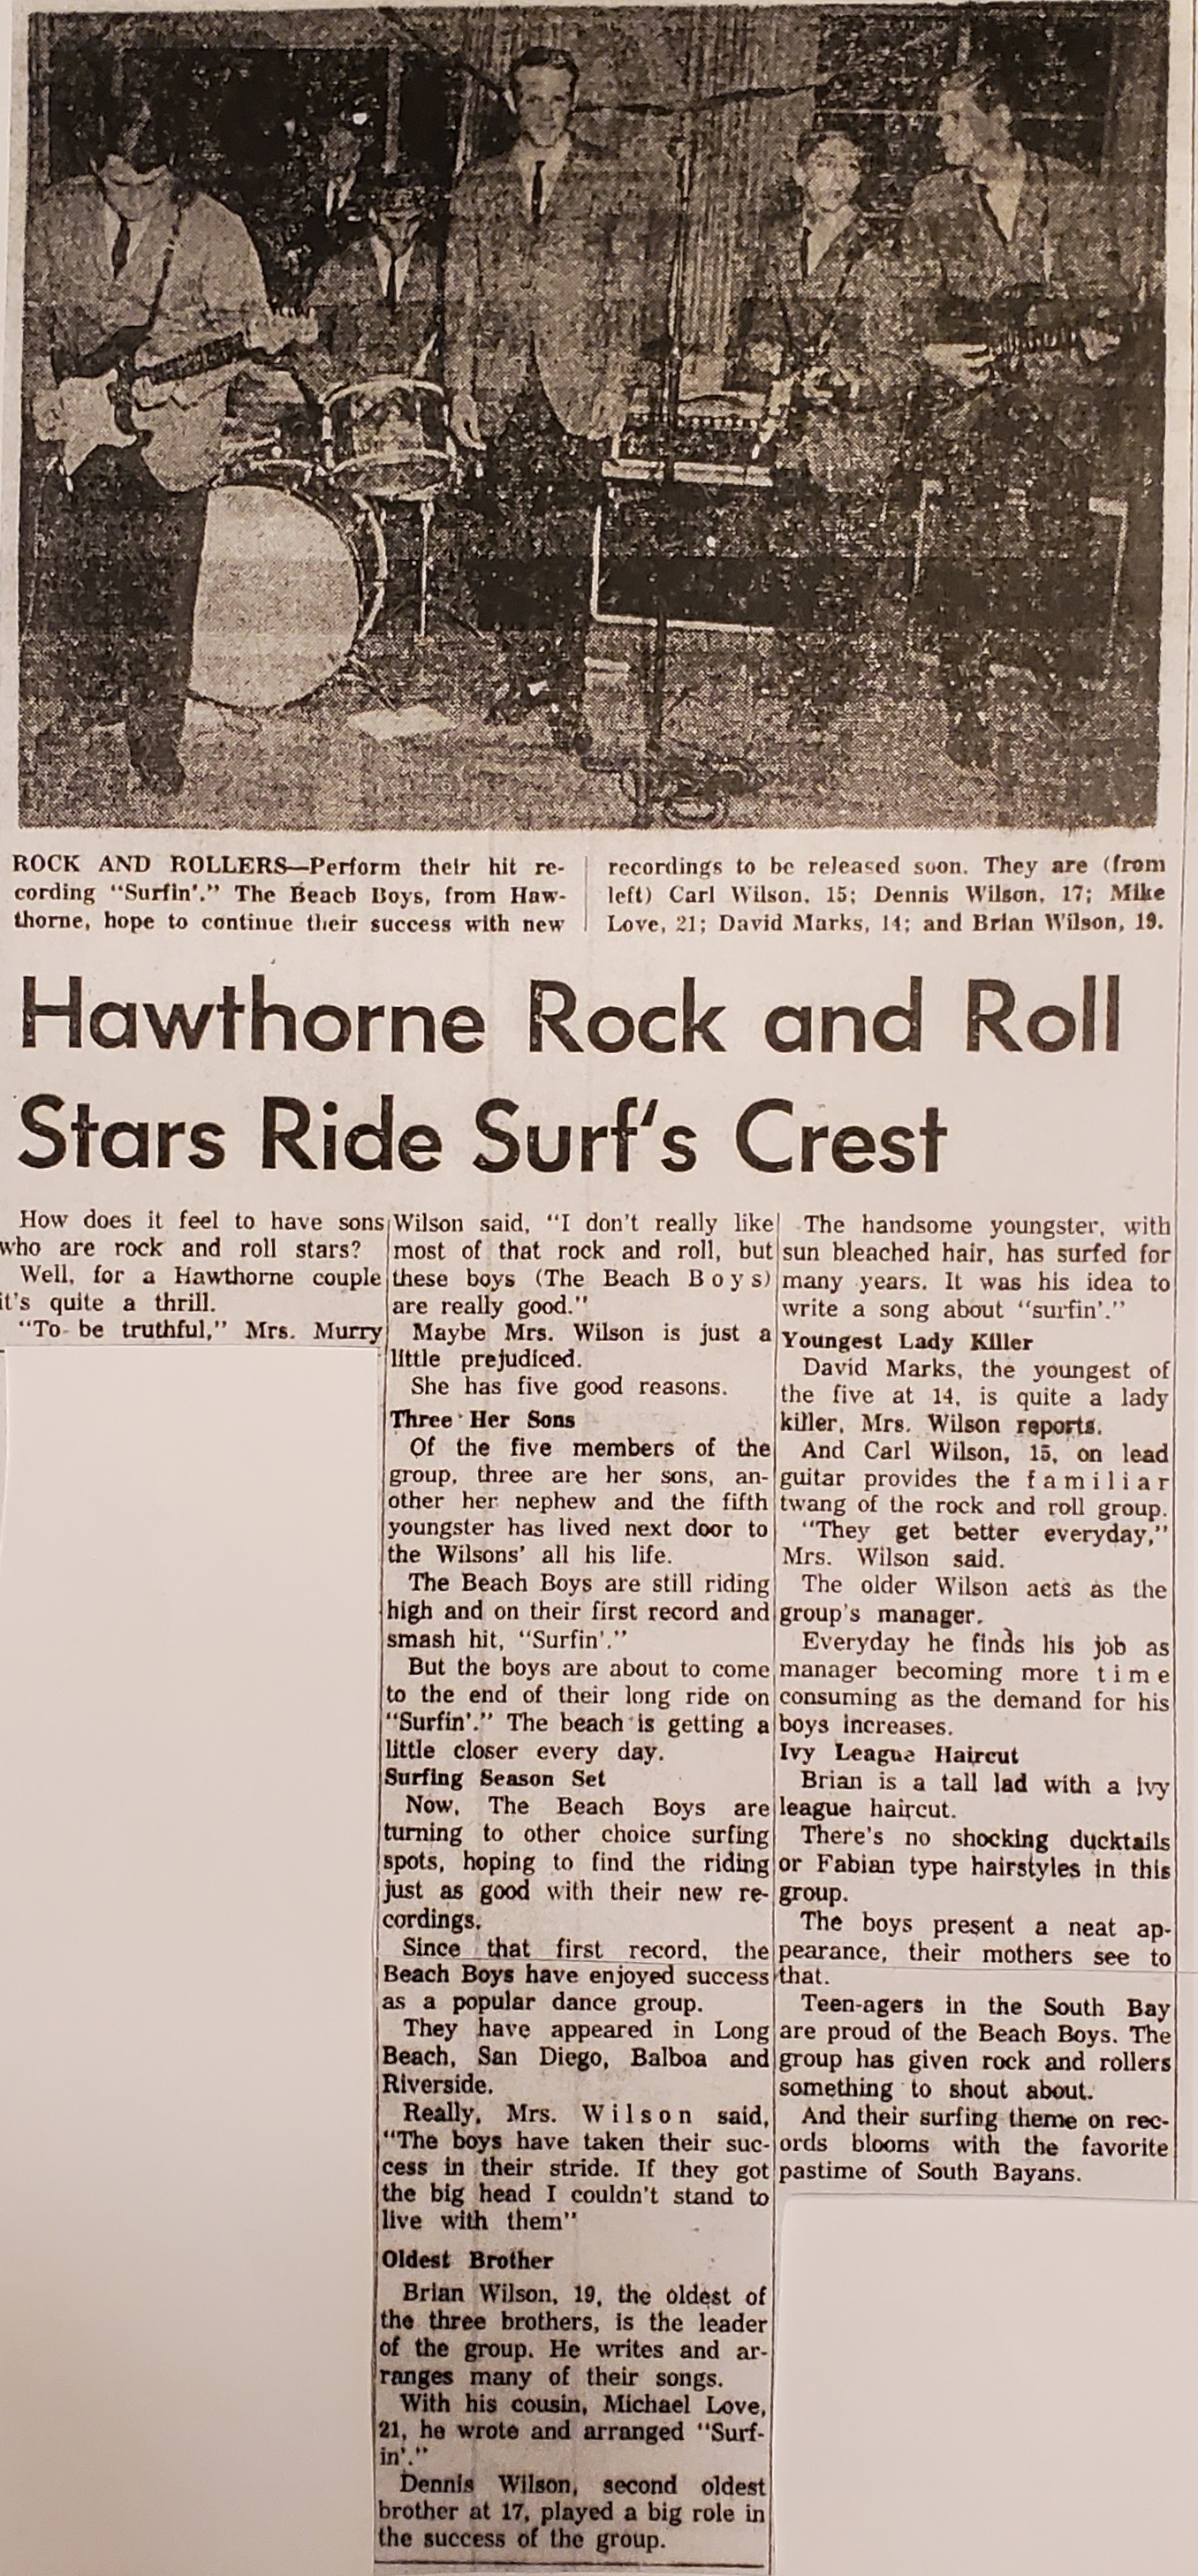 ROCK AND ROLLERS—Perform their hit re-
cording "Surfin'." The Beach Boys, from Haw-
thorne, hope to continue their success with new
recordings to be released soon. They are (from
left) Carl Wilson, 15; Dennis Wilson, 17; Mike
Love, 21; David Marks, 14; and Brian Wilson, 19.
Hawthorne Rock and Roll
Stars Ride Surf's Crest
How does it feel to have sons
who are rock and roll stars?
Well, for a Hawthorne couple
it's quite a thrill.
"To be truthful," Mrs. Murry
Wilson said, "I don't really like
most of that rock and roll, but
these boys (The Beach Boys)
are really good."
Maybe Mrs. Wilson is just a
little prejudiced.
She has five good reasons.
Three Her Sons
Of the five members of the
group, three are her sons, an-
other her nephew and the fifth
youngster has lived next door to
the Wilsons' all his life.
The Beach Boys are still riding
high and on their first record and
smash hit, "Surfin'."
But the boys are about to come
to the end of their long ride on
"Surfin'." The beach is getting a
little closer every day.
Surfing Season Set
Now, The Beach Boys are
turning to other choice surfing
spots, hoping to find the riding
just as good with their new re-
cordings.
Since that first record, the
Beach Boys have enjoyed success
as a popular dance group.
They have appeared in Long
Beach, San Diego, Balboa and
Riverside.
Really, Mrs. Wilson said,
"The boys have taken their suc-
cess in their stride. If they got
the big head I couldn't stand to
live with them"
Oldest Brother
Brian Wilson, 19, the oldest of
the three brothers, is the leader
of the group. He writes and ar-
ranges many of their songs.
With his cousin, Michael Love,
21, he wrote and arranged "Surf-
in'."
Dennis Wilson, second oldest
brother at 17, played a big role in
the success of the group.
The handsome youngster, with
sun bleached hair, has surfed for
many years. It was his idea to
write a song about "surfin'."
Youngest Lady Killer
David Marks, the youngest of
the five at 14, is quite a lady
killer, Mrs. Wilson reports.
And Carl Wilson, 15, on lead
guitar provides the familiar
twang of the rock and roll group.
"They get better everyday,"
Mrs. Wilson said.
The older Wilson acts as the
group's manager.
Everyday he finds his job as
manager becoming more time
consuming as the demand for his
boys increases.
Ivy League Haircut
Brian is a tall lad with a ivy
league haircut.
There's no shocking ducktails
or Fabian type hairstyles in this
group.
The boys present a neat ap-
pearance, their mothers see to
that.
Teen-agers in the South Bay
are proud of the Beach Boys. The
group has given rock and rollers
something to shout about.
And their surfing theme on rec-
ords blooms with the favorite
pastime of South Bayans.